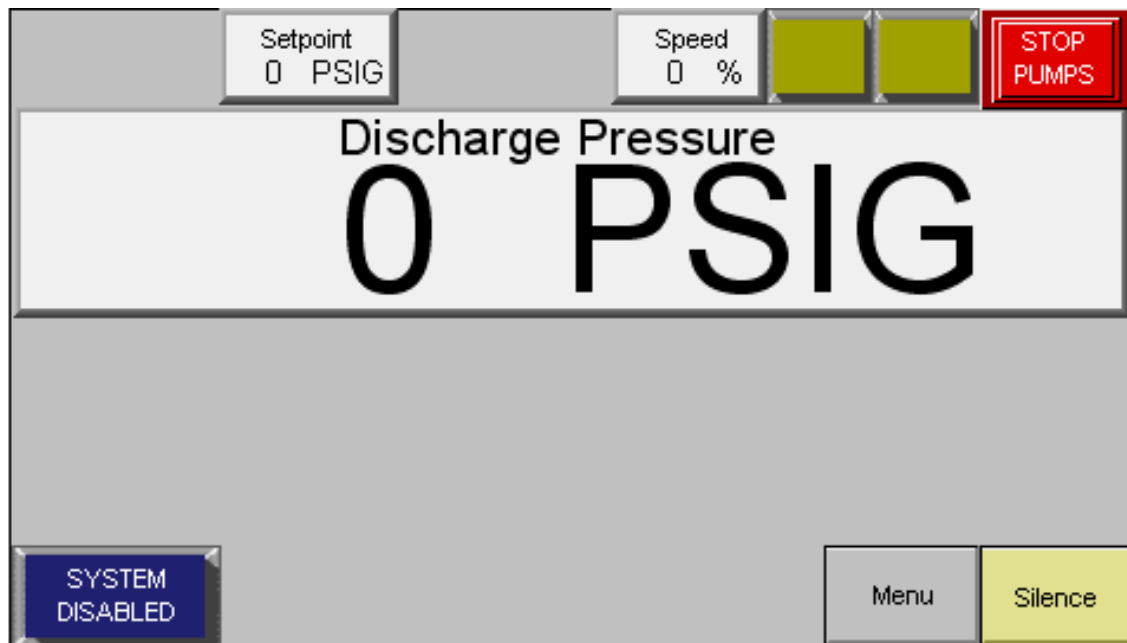 Setpoint
0 PSIG
Speed
0 %
STOP
PUMPS
Discharge Pressure
0 PSIG
SYSTEM
DISABLED
Menu
Silence